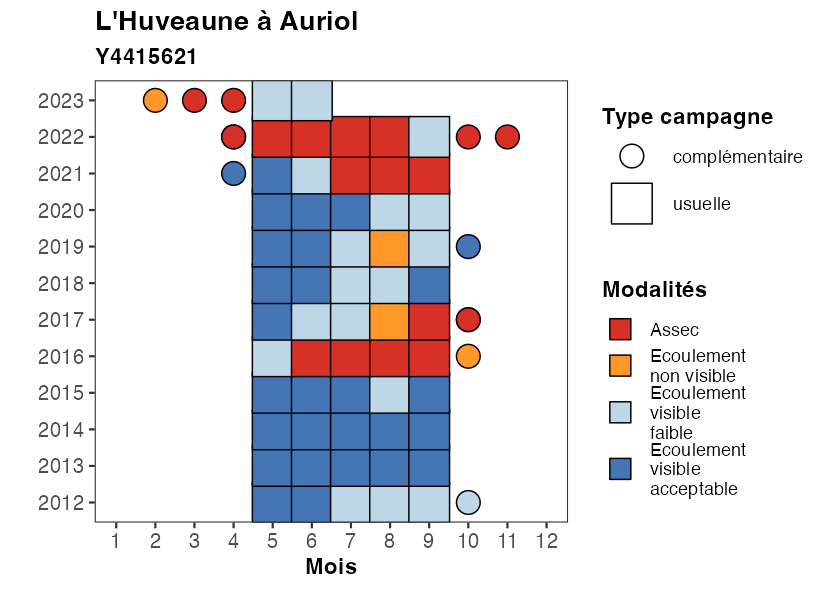 L'Huveaune à Auriol
Y4415621
2023
2022
2021
2020
2019
2018
2017
2016
2015
2014
2013
2012
1 2 3 4 5 6 7 8 9 10 11 12
Mois
Type campagne
complémentaire
usuelle
Modalités
Assec
Ecoulement
non visible
Ecoulement
visible
faible
Ecoulement
visible
acceptable